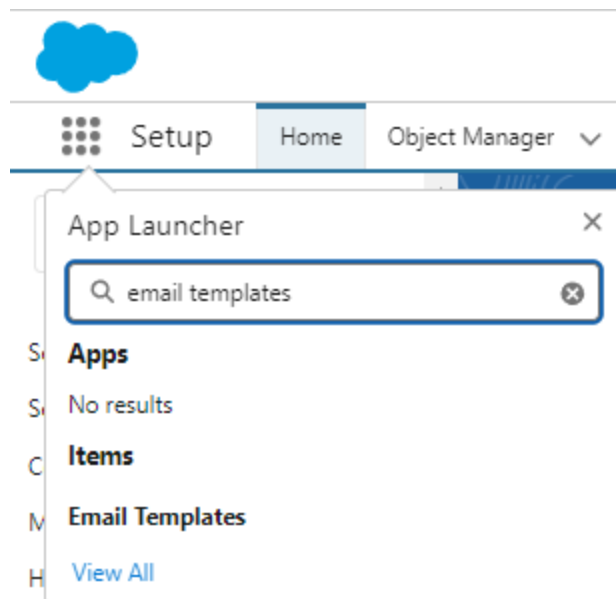 Setup
Home
Object Manager
App Launcher
email templates
Apps
No results
Items
Email Templates
View All